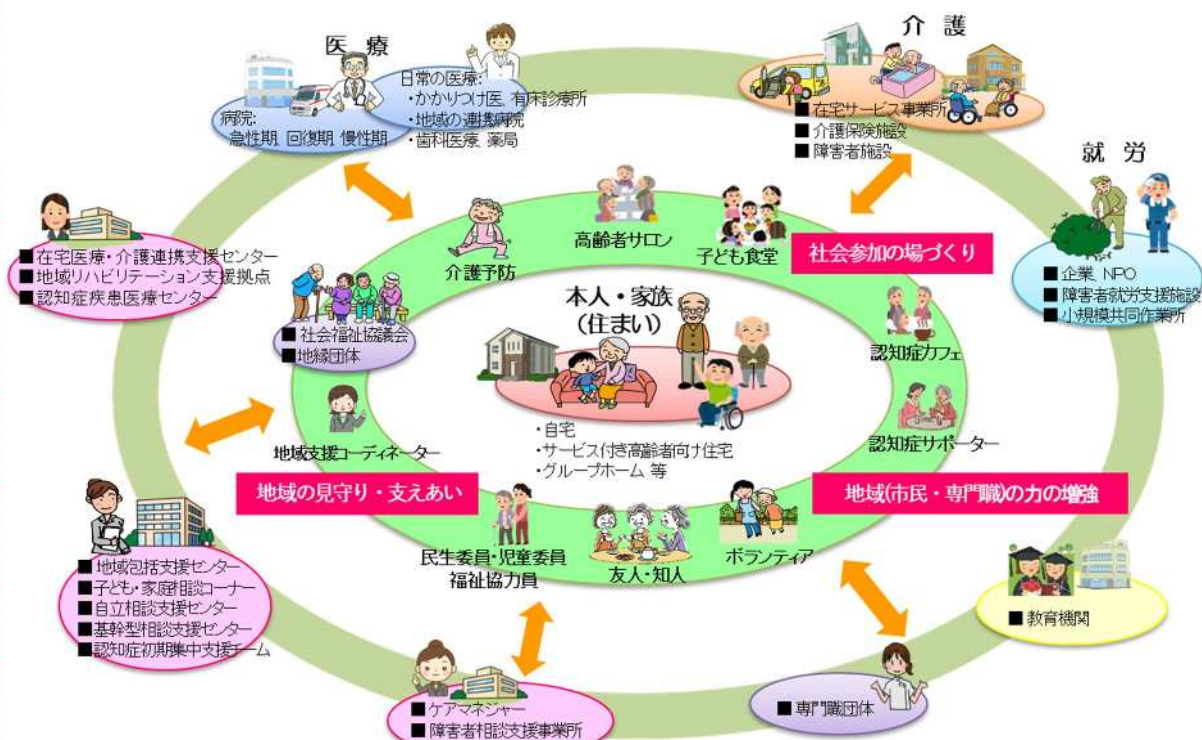 医 療
病院:
急性期 回復期 慢性期
日常の医療:
・かかりつけ医、有床診療所
・地域の連携病院
・歯科医療、薬局
介 護
■ 在宅サービス事業所
■ 介護保険施設
■ 障害者施設
就 労
■ 企業、NPO
■ 障害者就労支援施設
■ 小規模共同作業所
■ 在宅医療・介護連携支援センター
■ 地域リハビリテーション支援拠点
■ 認知症疾患医療センター
介護予防
高齢者サロン
子ども食堂
社会参加の場づくり
■ 社会福祉協議会
■ 地縁団体
本人・家族
(住まい)
・自宅
・サービス付き高齢者向け住宅
・グループホーム 等
認知症カフェ
認知症サポーター
地域支援コーディネーター
地域の見守り・支えあい
地域(市民・専門職)の力の増強
民生委員・児童委員
福祉協力員
友人・知人
ボランティア
■ 地域包括支援センター
■ 子ども・家庭相談コーナー
■ 自立相談支援センター
■ 基幹型相談支援センター
■ 認知症初期集中支援チーム
■ ケアマネジャー
■ 障害者相談支援事業所
■ 専門職団体
■ 教育機関